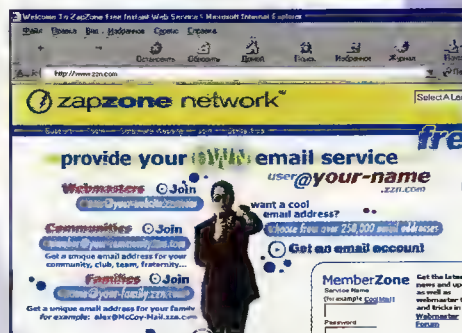 Welcome To ZapZone Free Instant Web Service - Microsoft Internet Explorer
Файл Правка Вид Избранное Сервис Справка
Остановить Обновить Домой Поиск Избранное Журнал
http://www.zzn.com
zapzone network
Select A La
free
provide your OWN email service
user@your-name
.zzn.com
Webmasters Join
want a cool
email address?
Communities Join
choose from over 250,000 email addresses
Get a unique email address for your
community, club, team, fraternity...
Get an email account
Families Join
Get a unique email address for your family
for example: alex@McCoy-Mail.zzn.com
MemberZone
Service Name
(for example CoolMail)
Password
Get the latest
news and up
as well as
webmaster t
and tricks in
Webmaster
Forum